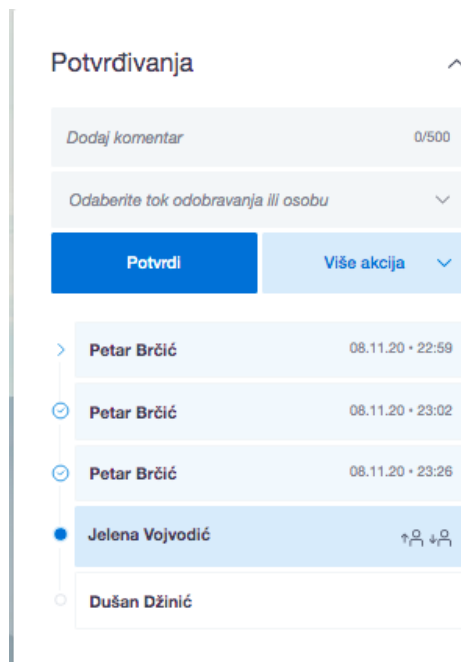 Potvrđivanja
Dodaj komentar 0/500
Odaberite tok odobravanja ili osobu
Potvrdi Više akcija
Petar Brčić 08.11.20 • 22:59
Petar Brčić 08.11.20 • 23:02
Petar Brčić 08.11.20 • 23:26
Jelena Vojvodić
Dušan Džinić